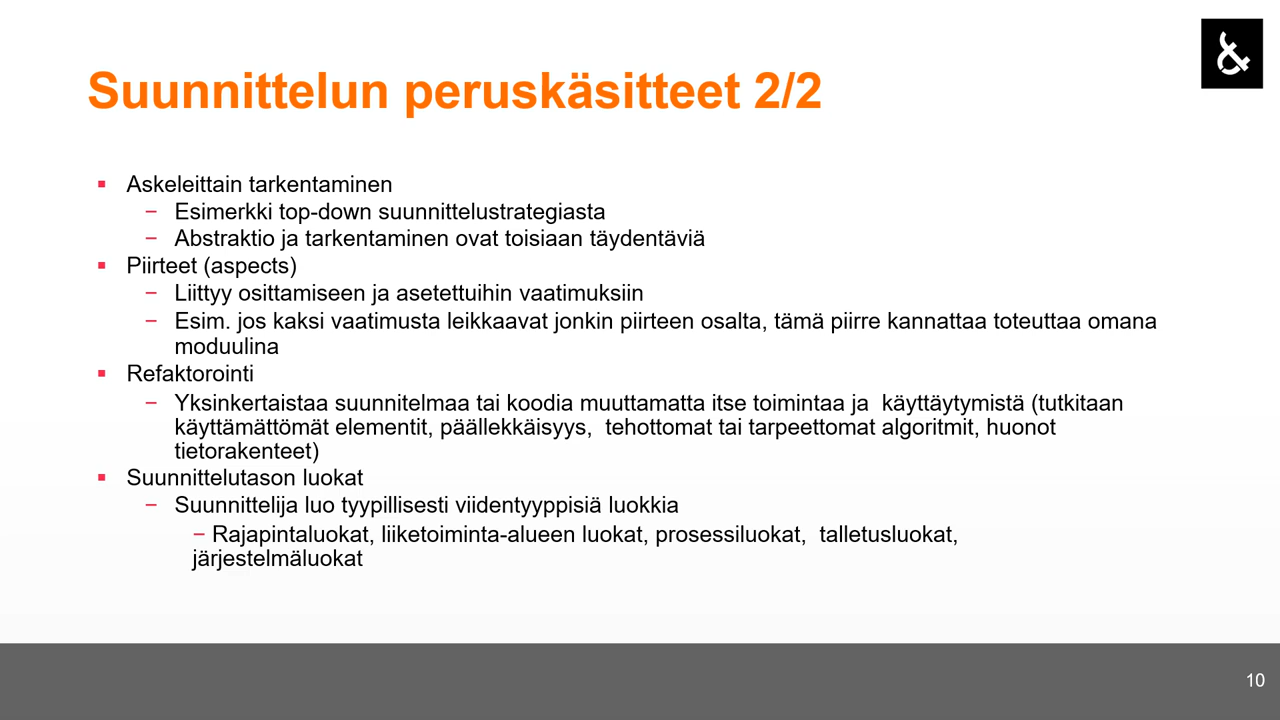 &
Suunnittelun peruskäsitteet 2/2
▪ Askeleittain tarkentaminen
− Esimerkki top-down suunnittelustrategiasta
− Abstraktio ja tarkentaminen ovat toisiaan täydentäviä
▪ Piirteet (aspects)
− Liittyy osittamiseen ja asetettuihin vaatimuksiin
− Esim. jos kaksi vaatimusta leikkaavat jonkin piirteen osalta, tämä piirre kannattaa toteuttaa omana
moduulina
▪ Refaktorointi
− Yksinkertaistaa suunnitelmaa tai koodia muuttamatta itse toimintaa ja  käyttäytymistä (tutkitaan
käyttämättömät elementit, päällekkäisyys,  tehottomat tai tarpeettomat algoritmit, huonot
tietorakenteet)
▪ Suunnittelutason luokat
− Suunnittelija luo tyypillisesti viidentyyppisiä luokkia
− Rajapintaluokat, liiketoiminta-alueen luokat, prosessiluokat,  talletusluokat,
järjestelmäluokat
10